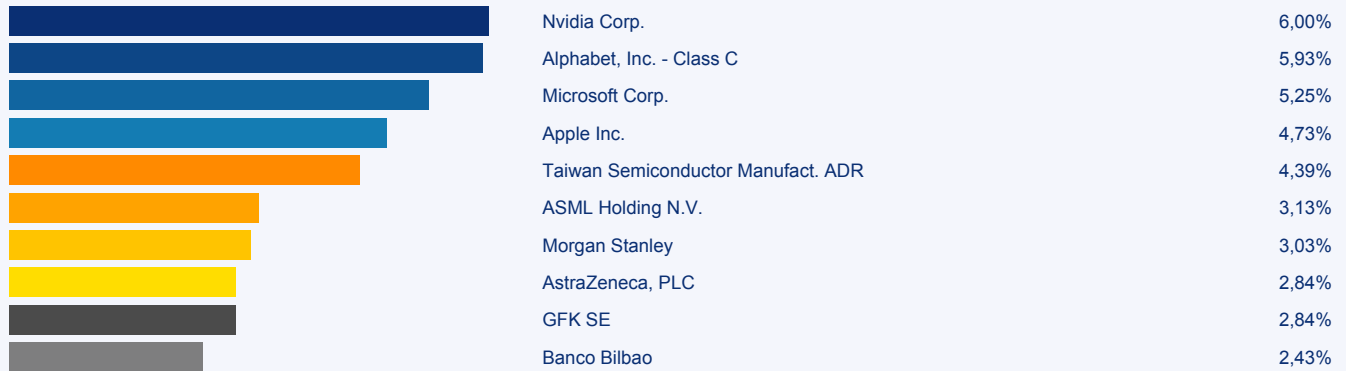 Nvidia Corp. 6,00%
Alphabet, Inc. - Class C 5,93%
Microsoft Corp. 5,25%
Apple Inc. 4,73%
Taiwan Semiconductor Manufact. ADR 4,39%
ASML Holding N.V. 3,13%
Morgan Stanley 3,03%
AstraZeneca, PLC 2,84%
GFK SE 2,84%
Banco Bilbao 2,43%